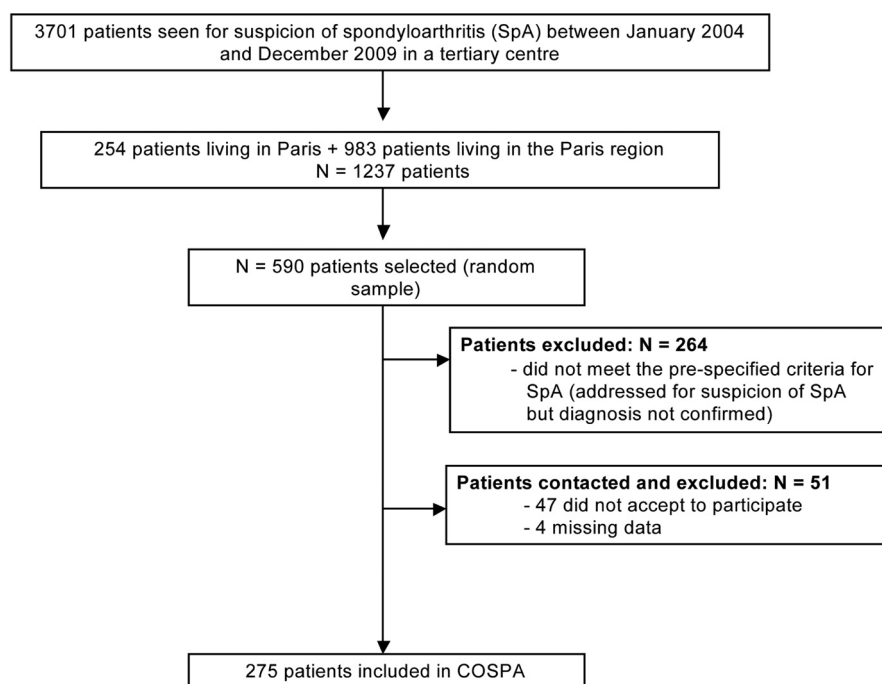 3701 patients seen for suspicion of spondyloarthritis (SpA) between January 2004
and December 2009 in a tertiary centre
254 patients living in Paris + 983 patients living in the Paris region
N = 1237 patients
N = 590 patients selected (random
sample)
Patients excluded: N = 264
- did not meet the pre-specified criteria for
SpA (addressed for suspicion of SpA
but diagnosis not confirmed)
Patients contacted and excluded: N = 51
- 47 did not accept to participate
- 4 missing data
275 patients included in COSPA